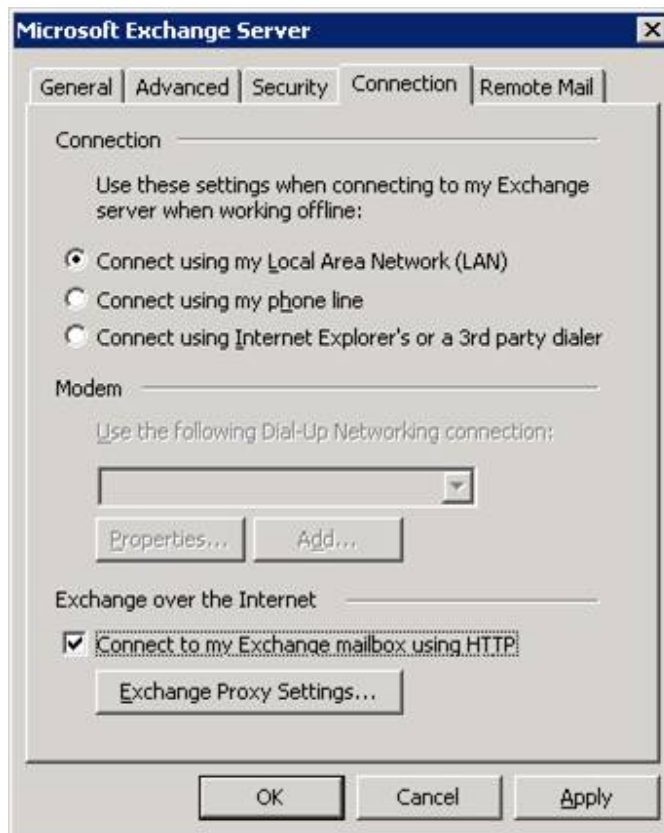 Microsoft Exchange Server
General
Advanced
Security
Connection
Remote Mail
Connection
Use these settings when connecting to my Exchange
server when working offline:
Connect using my Local Area Network (LAN)
Connect using my phone line
Connect using Internet Explorer's or a 3rd party dialer
Modem
Use the following Dial-Up Networking connection:
Properties...
Add...
Exchange over the Internet
Connect to my Exchange mailbox using HTTP
Exchange Proxy Settings...
OK
Cancel
Apply